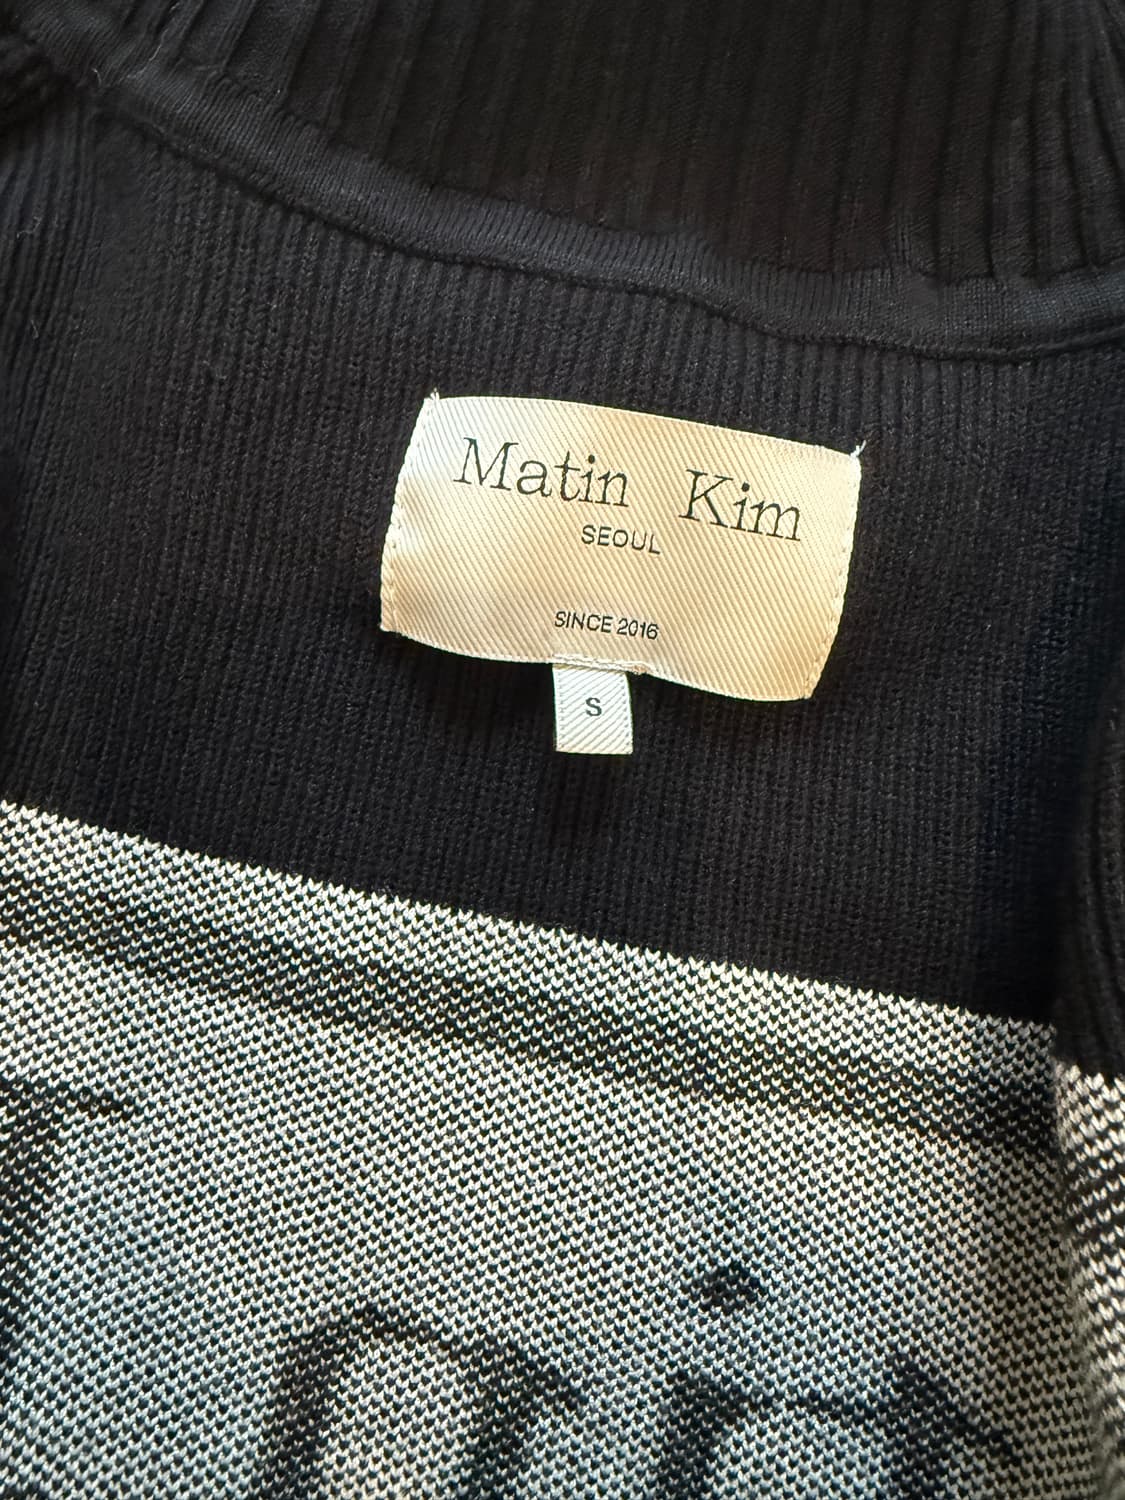 Matin Kim
SEOUL
SINCE 2016
S